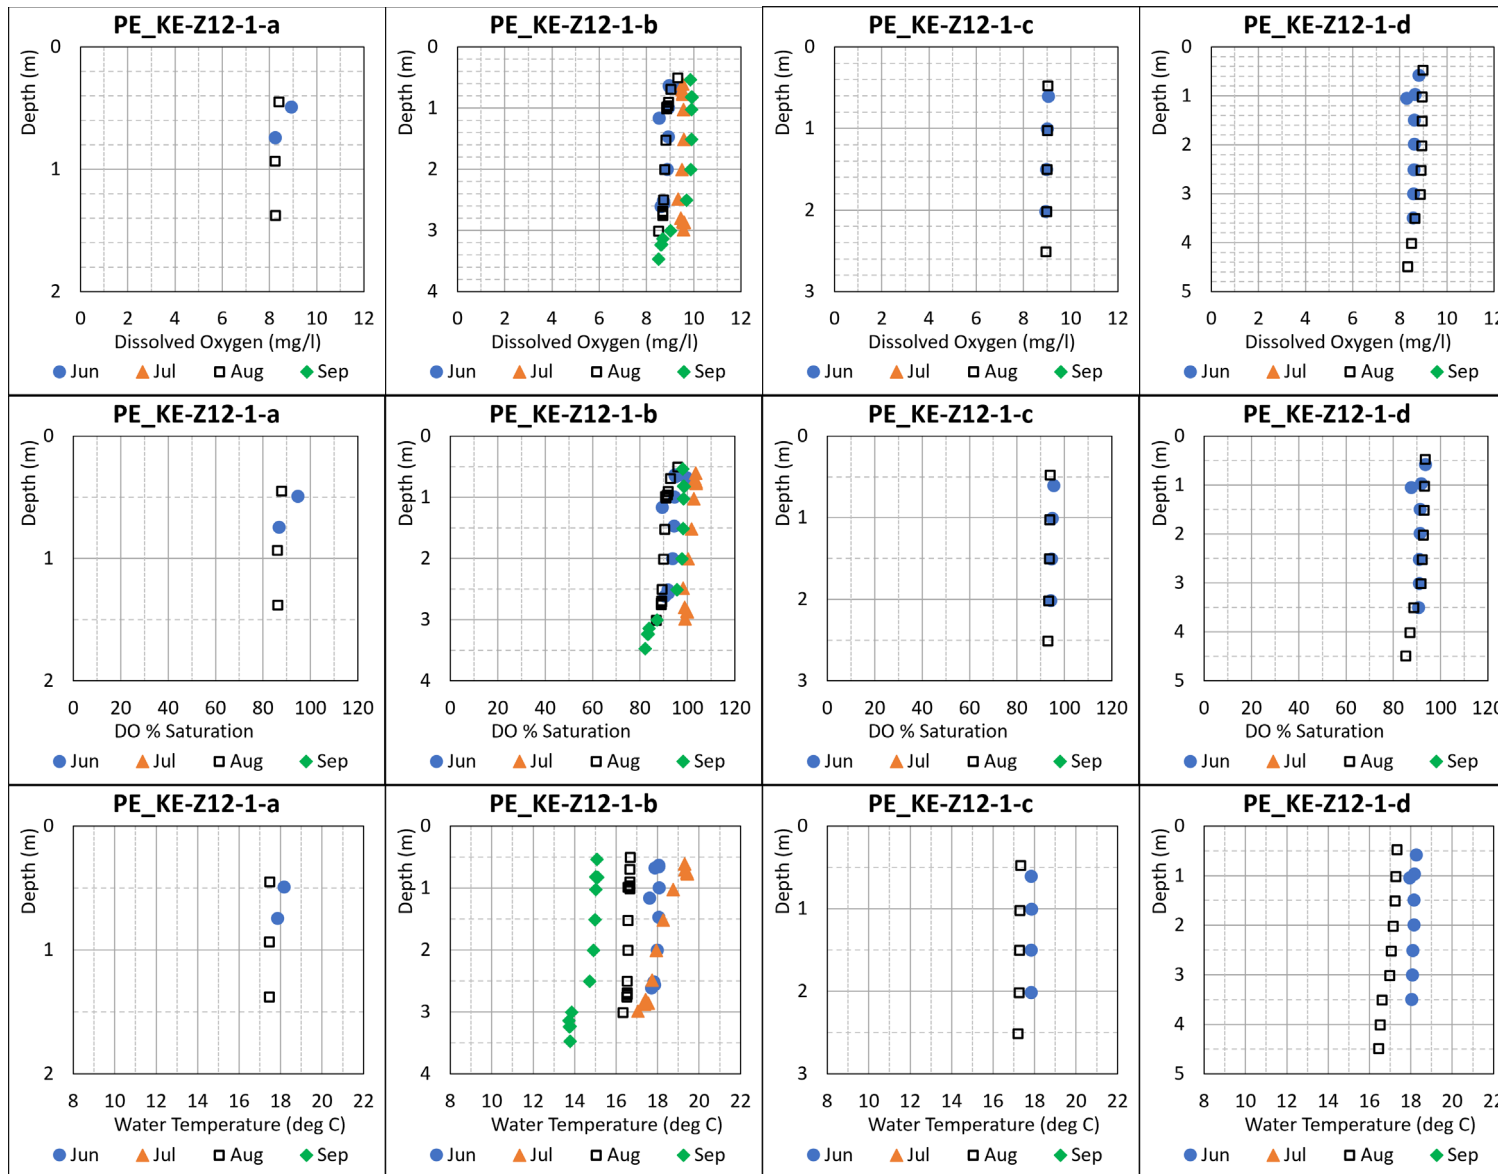 PE_KE-Z12-1-a
Depth (m)
0
1
2
0 2 4 6 8 10 12
Dissolved Oxygen (mg/l)
Jun Jul Aug Sep
PE_KE-Z12-1-b
Depth (m)
0
1
2
3
4
0 2 4 6 8 10 12
Dissolved Oxygen (mg/l)
Jun Jul Aug Sep
PE_KE-Z12-1-c
Depth (m)
0
1
2
3
0 2 4 6 8 10 12
Dissolved Oxygen (mg/l)
Jun Jul Aug Sep
PE_KE-Z12-1-d
Depth (m)
0
1
2
3
4
5
0 2 4 6 8 10 12
Dissolved Oxygen (mg/l)
Jun Jul Aug Sep
PE_KE-Z12-1-a
Depth (m)
0
1
2
0 20 40 60 80 100 120
DO % Saturation
Jun Jul Aug Sep
PE_KE-Z12-1-b
Depth (m)
0
1
2
3
4
0 20 40 60 80 100 120
DO % Saturation
Jun Jul Aug Sep
PE_KE-Z12-1-c
Depth (m)
0
1
2
3
0 20 40 60 80 100 120
DO % Saturation
Jun Jul Aug Sep
PE_KE-Z12-1-d
Depth (m)
0
1
2
3
4
5
0 20 40 60 80 100 120
DO % Saturation
Jun Jul Aug Sep
PE_KE-Z12-1-a
Depth (m)
0
1
2
8 10 12 14 16 18 20 22
Water Temperature (deg C)
Jun Jul Aug Sep
PE_KE-Z12-1-b
Depth (m)
0
1
2
3
4
8 10 12 14 16 18 20 22
Water Temperature (deg C)
Jun Jul Aug Sep
PE_KE-Z12-1-c
Depth (m)
0
1
2
3
8 10 12 14 16 18 20 22
Water Temperature (deg C)
Jun Jul Aug Sep
PE_KE-Z12-1-d
Depth (m)
0
1
2
3
4
5
8 10 12 14 16 18 20 22
Water Temperature (deg C)
Jun Jul Aug Sep